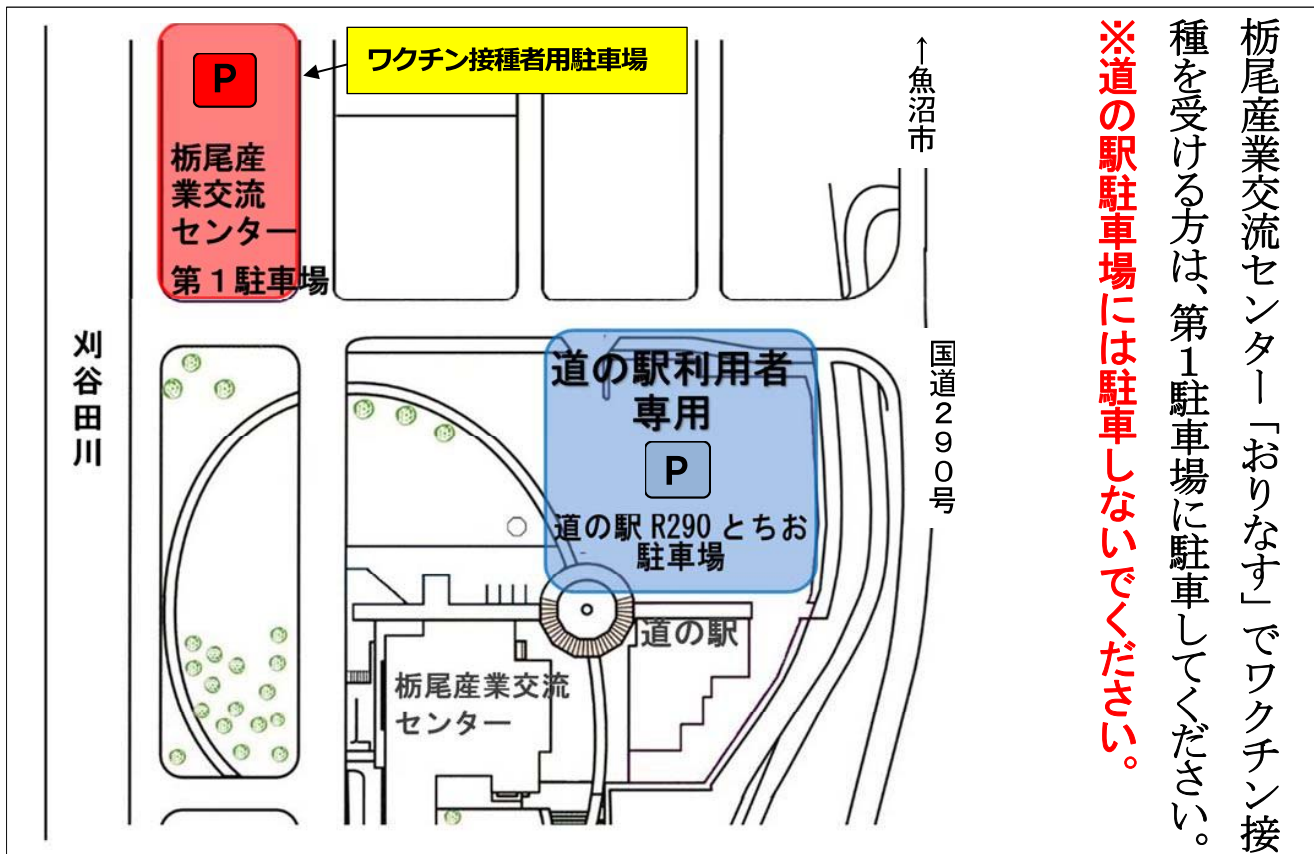 栃尾産業交流センター「おりなす」でワクチン接
種を受ける方は、第1駐車場に駐車してください。
※道の駅駐車場には駐車しないでください。
↑魚沼市
国道290号
ワクチン接種者用駐車場
P
栃尾産
業交流
センター
第1駐車場
刈谷田川
道の駅利用者
専用
P
道の駅 R290 とちお
駐車場
道の駅
栃尾産業交流
センター